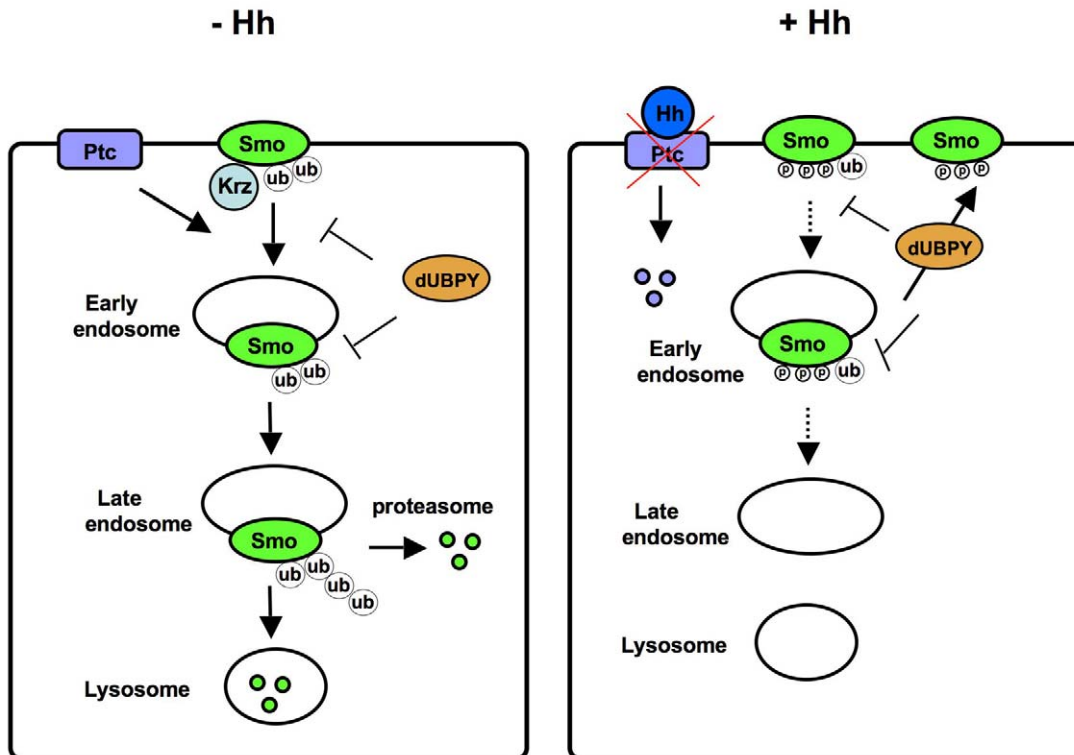 - Hh
+ Hh
Ptc
Smo
Krz
ub
ub
dUBPY
Early
endosome
Smo
ub
ub
Late
endosome
Smo
ub
ub
ub
ub
proteasome
Lysosome
Hh
Ptc
Smo
p
p
p
ub
Smo
p
p
p
dUBPY
Early
endosome
Smo
p
p
p
ub
Late
endosome
Lysosome